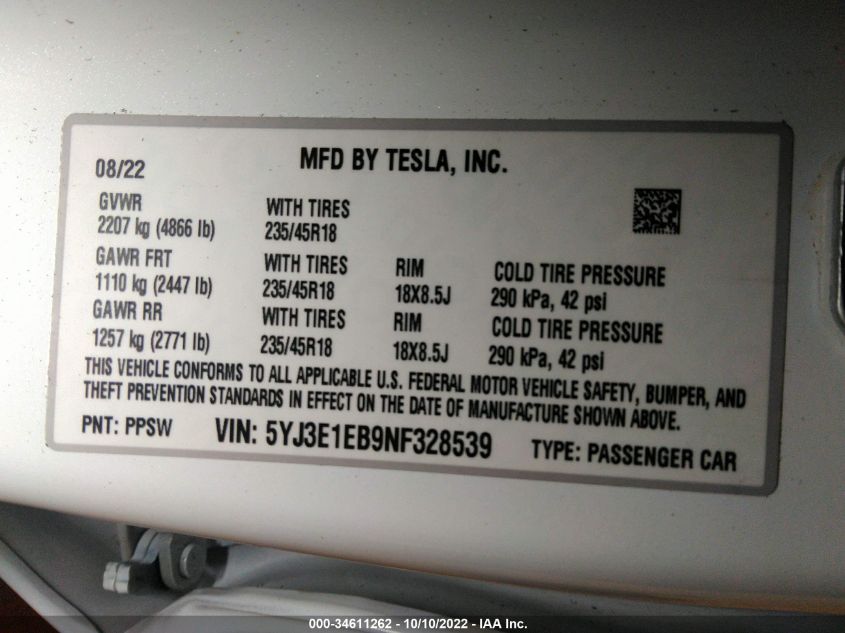 08/22 MFD BY TESLA, INC.
GVWR
2207 kg (4866 lb)
WITH TIRES
235/45R18
GAWR FRT
1110 kg (2447 lb)
WITH TIRES
235/45R18
RIM
18X8.5J
COLD TIRE PRESSURE
290 kPa, 42 psi
GAWR RR
1257 kg (2771 lb)
WITH TIRES
235/45R18
RIM
18X8.5J
COLD TIRE PRESSURE
290 kPa, 42 psi
THIS VEHICLE CONFORMS TO ALL APPLICABLE U.S. FEDERAL MOTOR VEHICLE SAFETY, BUMPER, AND
THEFT PREVENTION STANDARDS IN EFFECT ON THE DATE OF MANUFACTURE SHOWN ABOVE.
PNT: PPSW VIN: 5YJ3E1EB9NF328539 TYPE: PASSENGER CAR
000-34611262 - 10/10/2022 - IAA Inc.